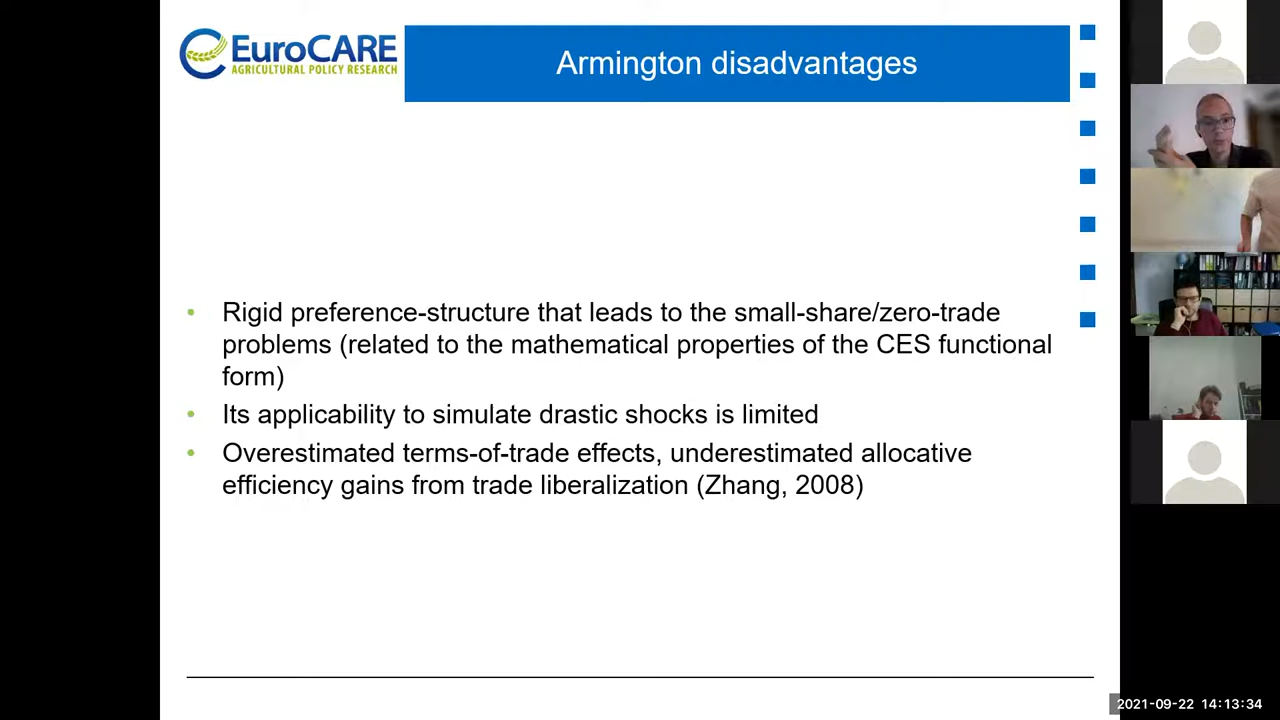 EuroCARE
AGRICULTURAL POLICY RESEARCH
Armington disadvantages
• Rigid preference-structure that leads to the small-share/zero-trade
problems (related to the mathematical properties of the CES functional
form)
• Its applicability to simulate drastic shocks is limited
• Overestimated terms-of-trade effects, underestimated allocative
efficiency gains from trade liberalization (Zhang, 2008)
2021-09-22 14:13:34